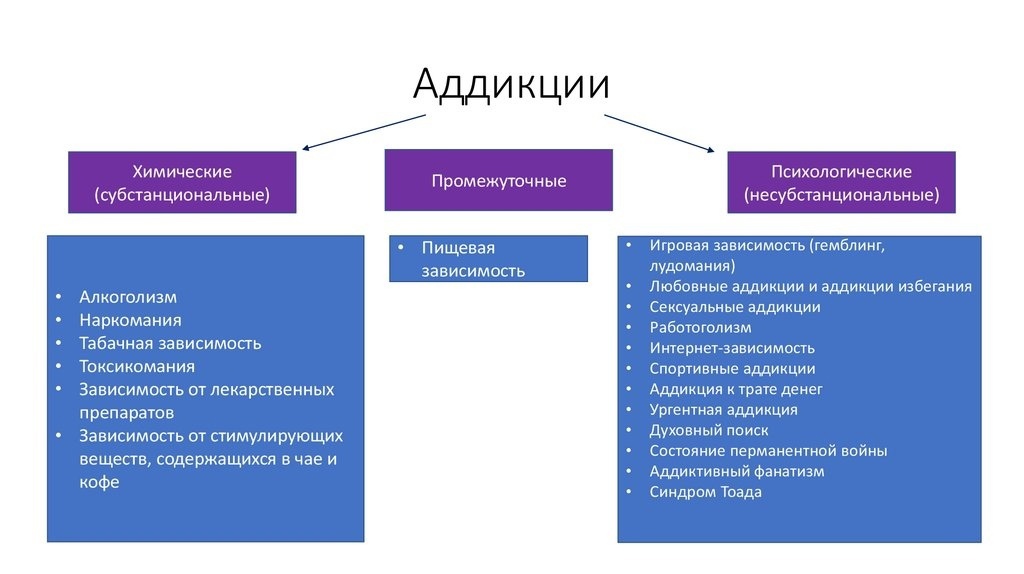 Аддикции
Химические
(субстанциональные)
Промежуточные
Психологические
(несубстанциональные)
• Алкоголизм
• Наркомания
• Табачная зависимость
• Токсикомания
• Зависимость от лекарственных
препаратов
• Зависимость от стимулирующих
веществ, содержащихся в чае и
кофе
• Пищевая
зависимость
• Игровая зависимость (гемблинг,
лудомания)
• Любовные аддикции и аддикции избегания
• Сексуальные аддикции
• Работоголизм
• Интернет-зависимость
• Спортивные аддикции
• Аддикция к трате денег
• Ургентная аддикция
• Духовный поиск
• Состояние перманентной войны
• Аддиктивный фанатизм
• Синдром Тоада